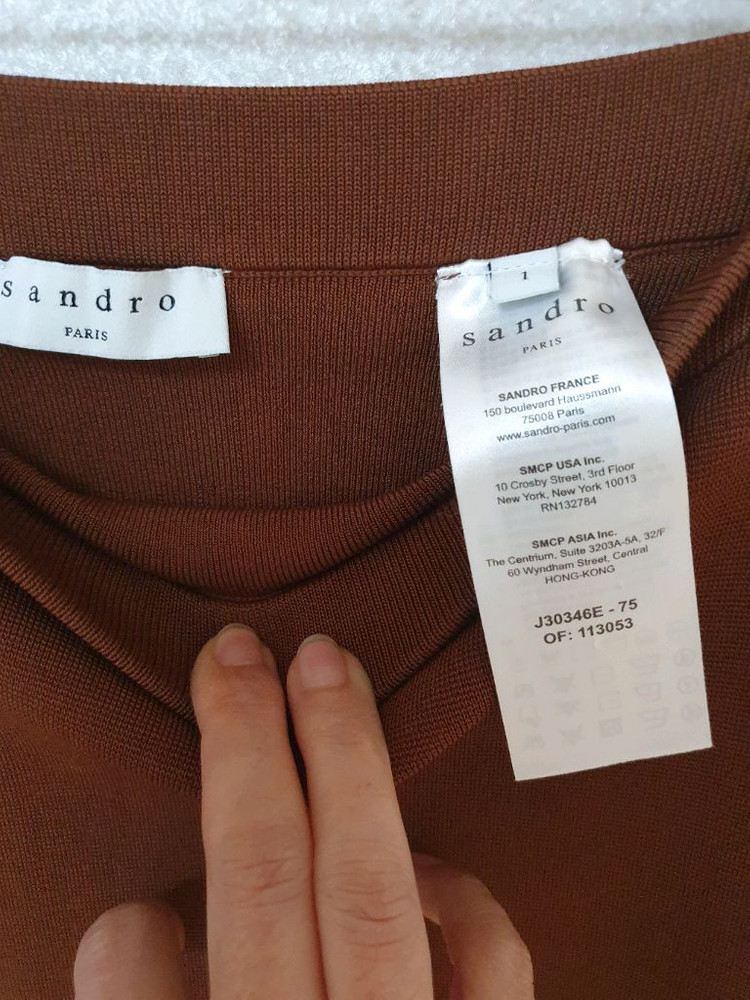 sandro
PARIS
1
sandro
PARIS
SANDRO FRANCE
150 boulevard Haussmann
75008 Paris
www.sandro-paris.com
SMCP USA Inc.
10 Crosby Street, 3rd Floor
New York, New York 10013
RN132784
SMCP ASIA Inc.
The Centrium, Suite 3203A-5A, 32/F
60 Wyndham Street, Central
HONG-KONG
J30346E - 75
OF: 113053